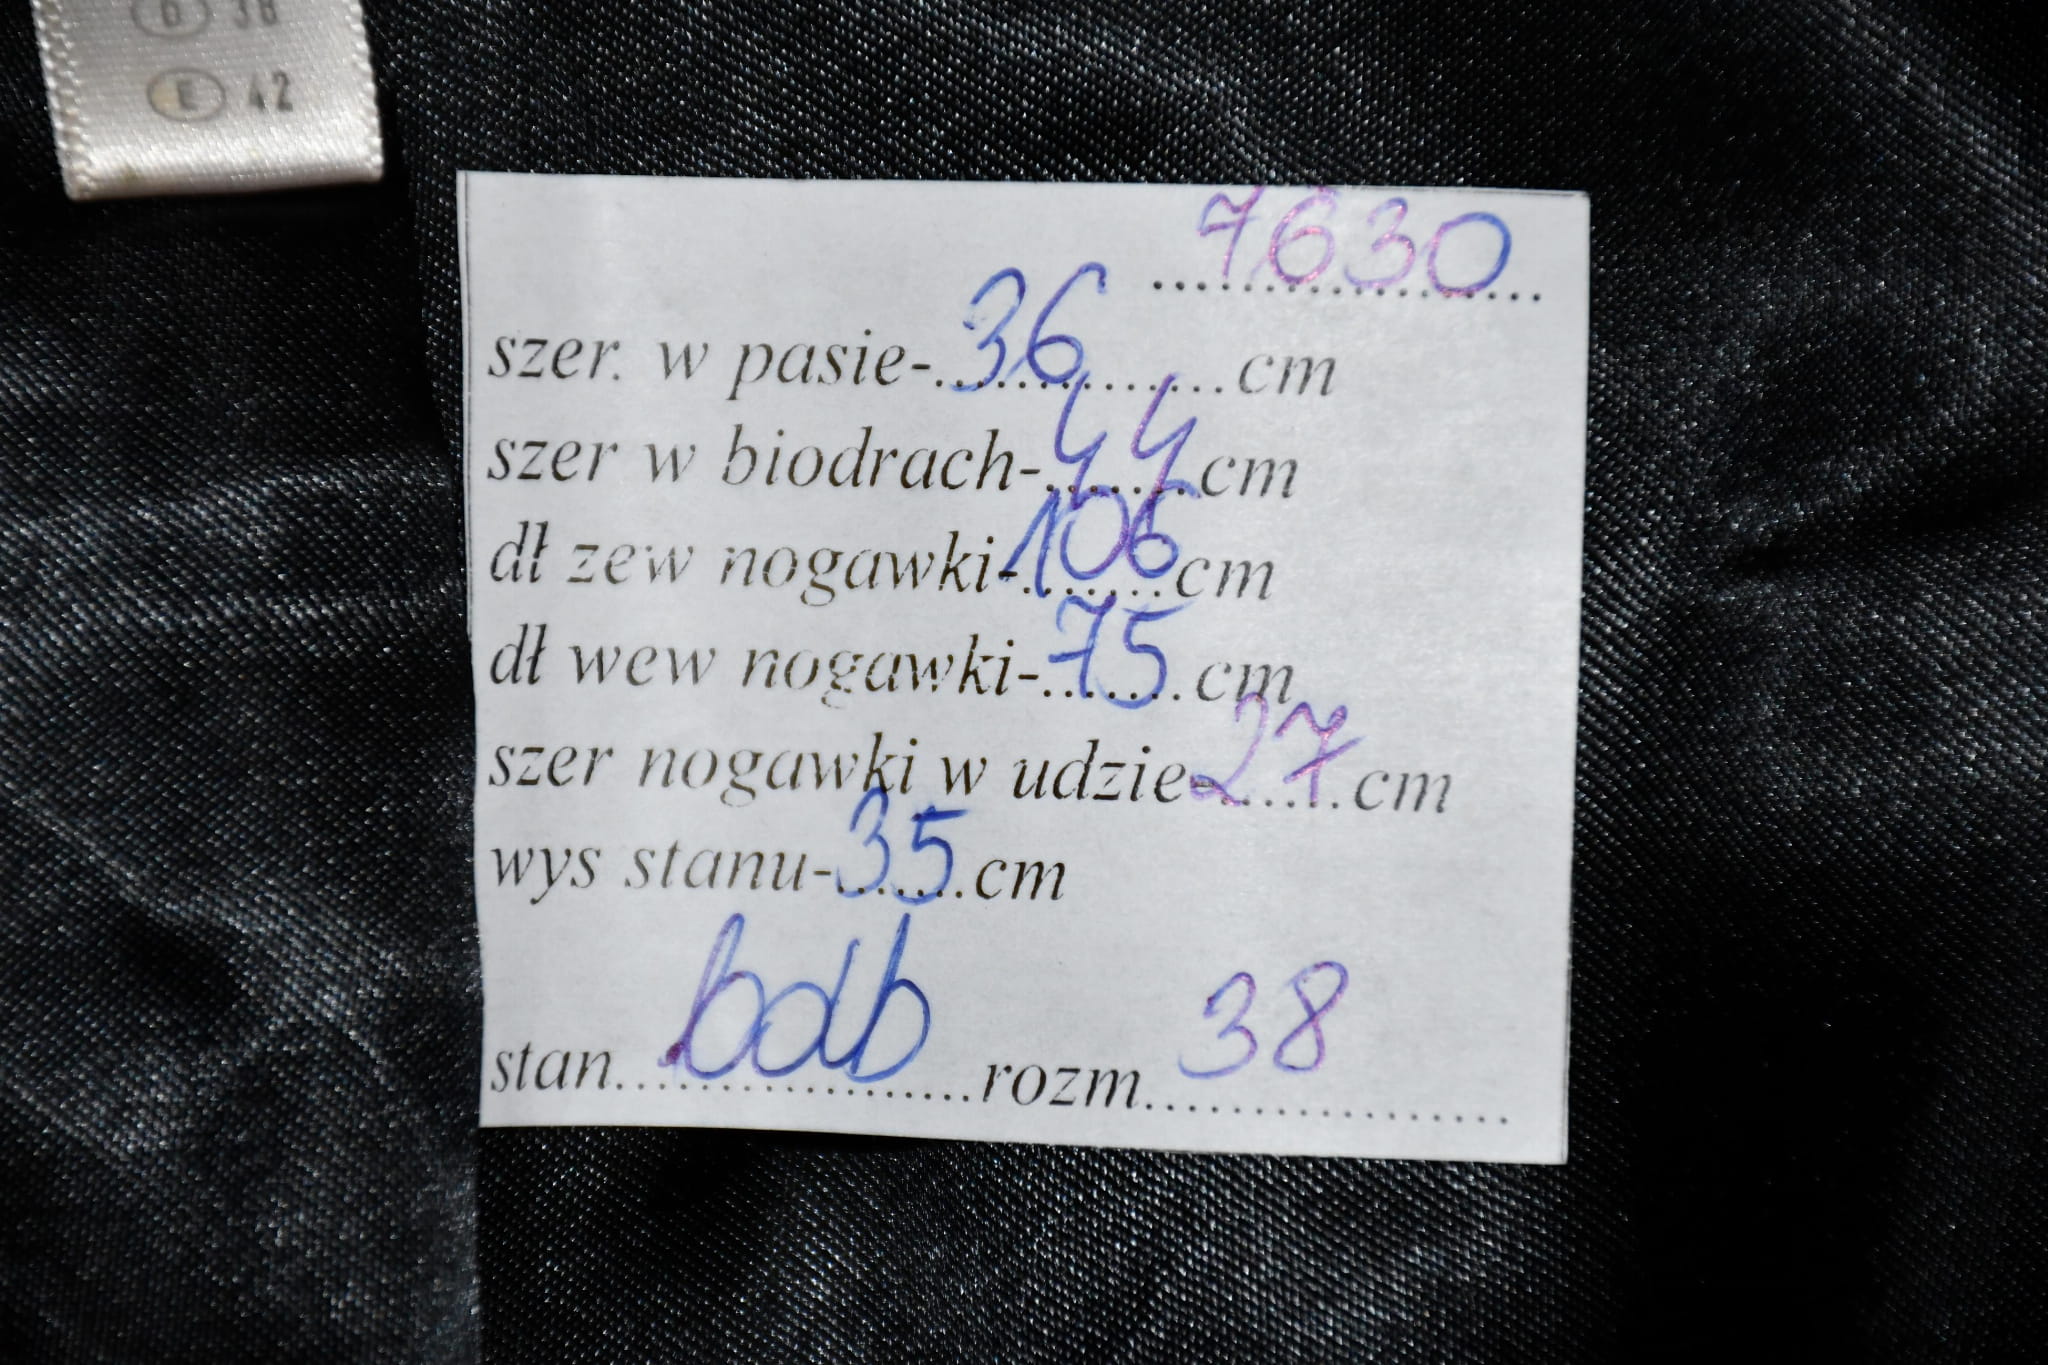 D 38
E 42
7630
szer. w pasie-36cm
szer w biodrach-44cm
dł zew nogawki-106cm
dł wew nogawki-75cm
szer nogawki w udzie-27cm
wys stanu-35cm
stan bdb rozm 38